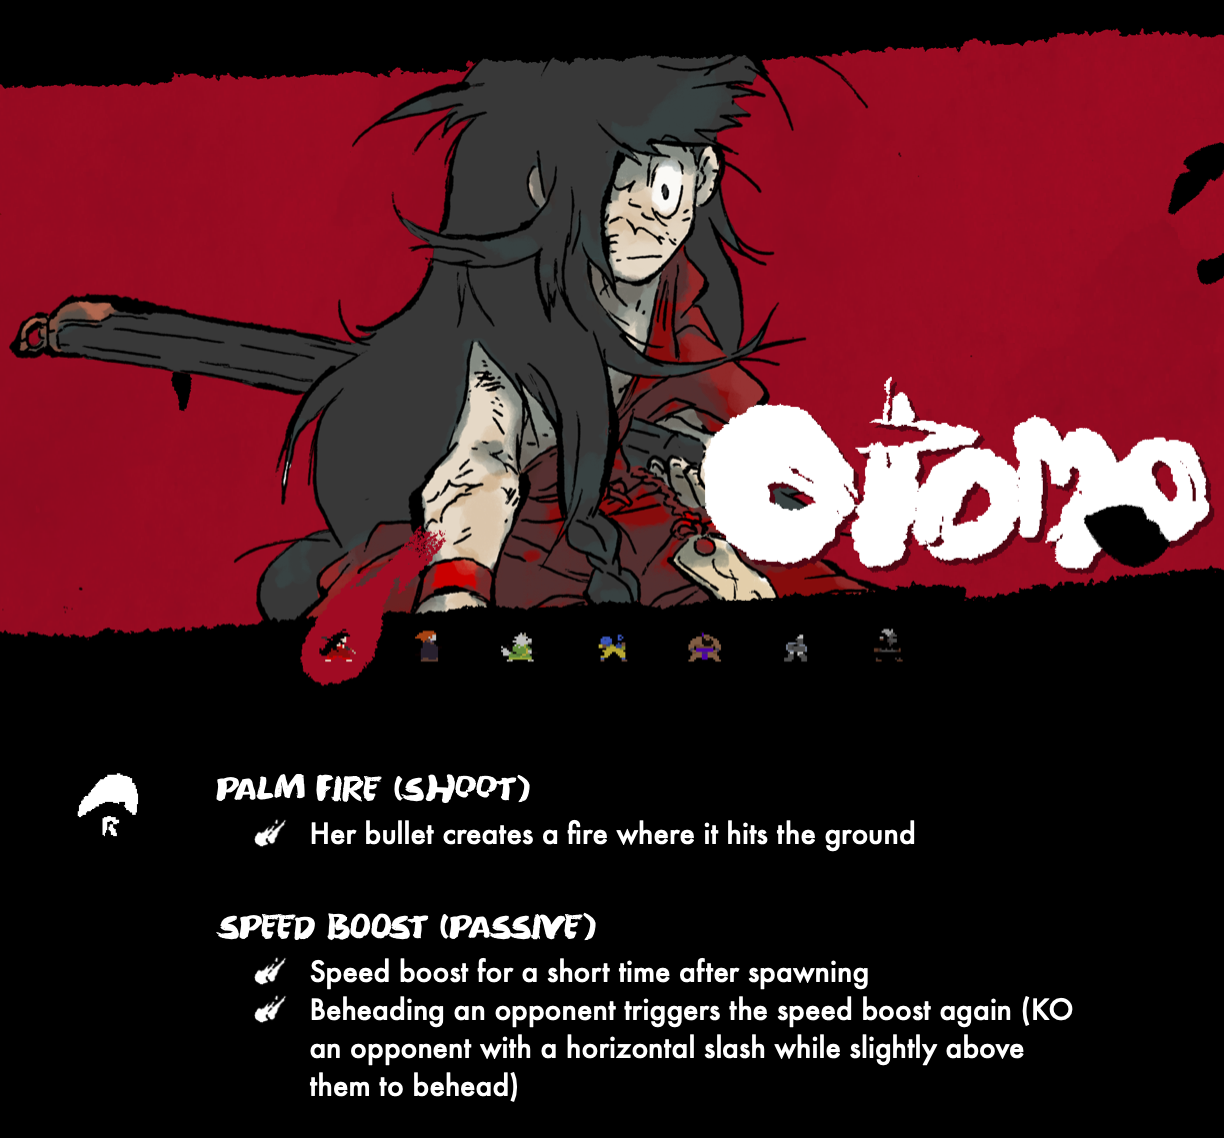 Otomo
PALM FIRE (SHOOT)
R
Her bullet creates a fire where it hits the ground
SPEED BOOST (PASSIVE)
Speed boost for a short time after spawning
Beheading an opponent triggers the speed boost again (KO
an opponent with a horizontal slash while slightly above
them to behead)